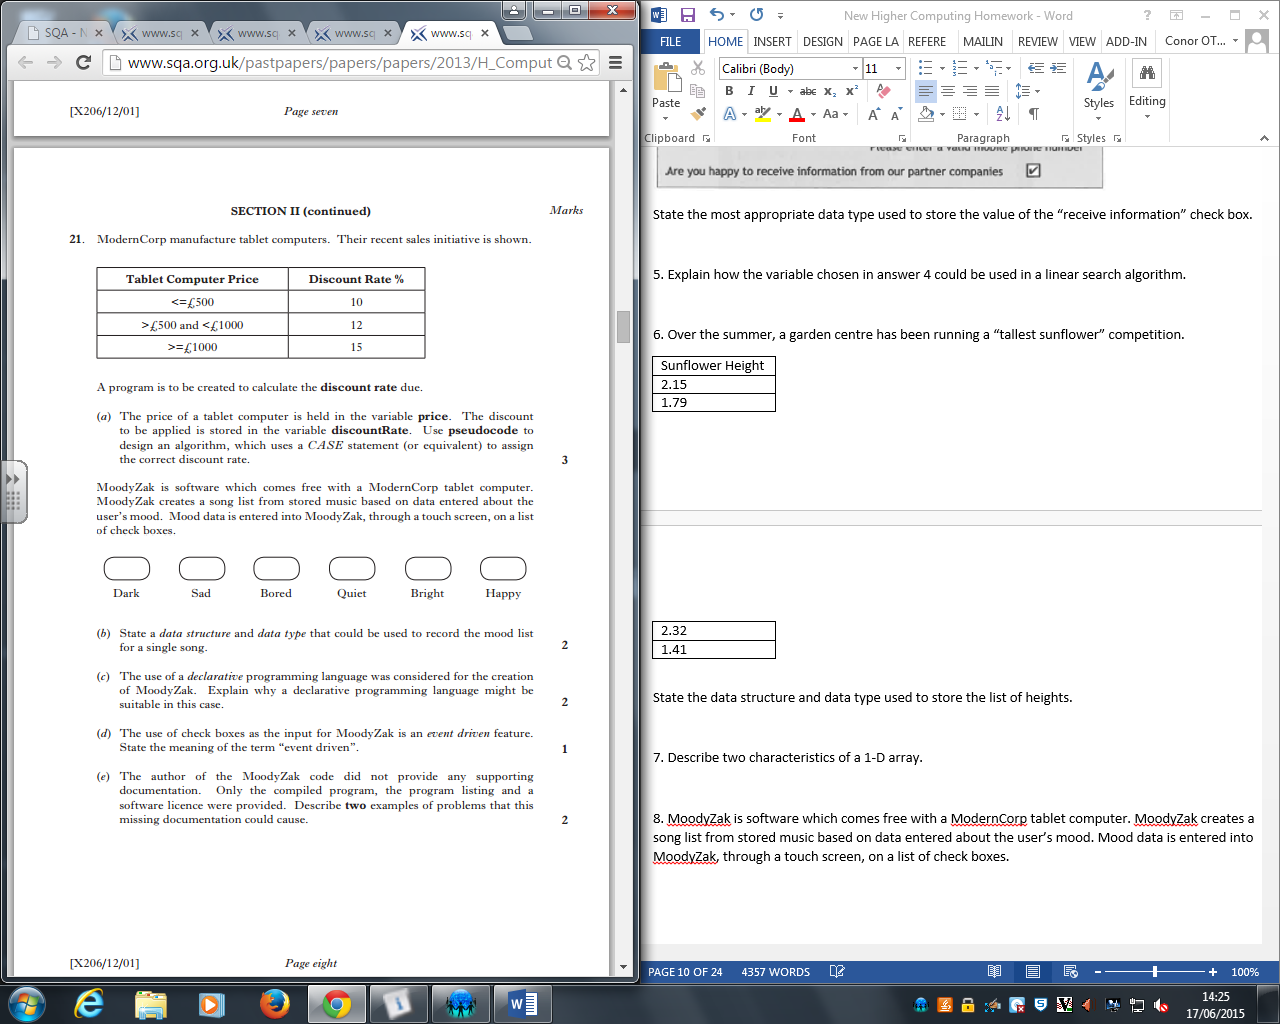 SQA - N
www.sq
www.sq
www.sq
www.sq
www.sqa.org.uk/pastpapers/papers/papers/2013/H_Comput
[X206/12/01]
Page seven
SECTION II (continued)
Marks
21. ModernCorp manufacture tablet computers. Their recent sales initiative is shown.
Tablet Computer Price
Discount Rate %
<=£500
10
>£500 and <£1000
12
>=£1000
15
A program is to be created to calculate the discount rate due.
(a) The price of a tablet computer is held in the variable price. The discount
to be applied is stored in the variable discountRate. Use pseudocode to
design an algorithm, which uses a CASE statement (or equivalent) to assign
the correct discount rate.
3
MoodyZak is software which comes free with a ModernCorp tablet computer.
MoodyZak creates a song list from stored music based on data entered about the
user's mood. Mood data is entered into MoodyZak, through a touch screen, on a list
of check boxes.
Dark
Sad
Bored
Quiet
Bright
Happy
(b) State a data structure and data type that could be used to record the mood list
for a single song.
2
(c) The use of a declarative programming language was considered for the creation
of MoodyZak. Explain why a declarative programming language might be
suitable in this case.
2
(d) The use of check boxes as the input for MoodyZak is an event driven feature.
State the meaning of the term "event driven".
1
(e) The author of the MoodyZak code did not provide any supporting
documentation. Only the compiled program, the program listing and a
software licence were provided. Describe two examples of problems that this
missing documentation could cause.
2
[X206/12/01]
Page eight
New Higher Computing Homework - Word
FILE
HOME
INSERT
DESIGN
PAGE LA
REFERE
MAILIN
REVIEW
VIEW
ADD-IN
Conor OT...
Paste
Calibri (Body)
11
B I U abc x₂ x²
A aby A Aa A A
Styles
Editing
Clipboard
Font
Paragraph
Styles
Please enter a valid mobile phone number
Are you happy to receive information from our partner companies
State the most appropriate data type used to store the value of the “receive information” check box.
5. Explain how the variable chosen in answer 4 could be used in a linear search algorithm.
6. Over the summer, a garden centre has been running a “tallest sunflower” competition.
Sunflower Height
2.15
1.79
2.32
1.41
State the data structure and data type used to store the list of heights.
7. Describe two characteristics of a 1-D array.
8. MoodyZak is software which comes free with a ModernCorp tablet computer. MoodyZak creates a
song list from stored music based on data entered about the user’s mood. Mood data is entered into
MoodyZak, through a touch screen, on a list of check boxes.
PAGE 10 OF 24
4357 WORDS
100%
14:25
17/06/2015